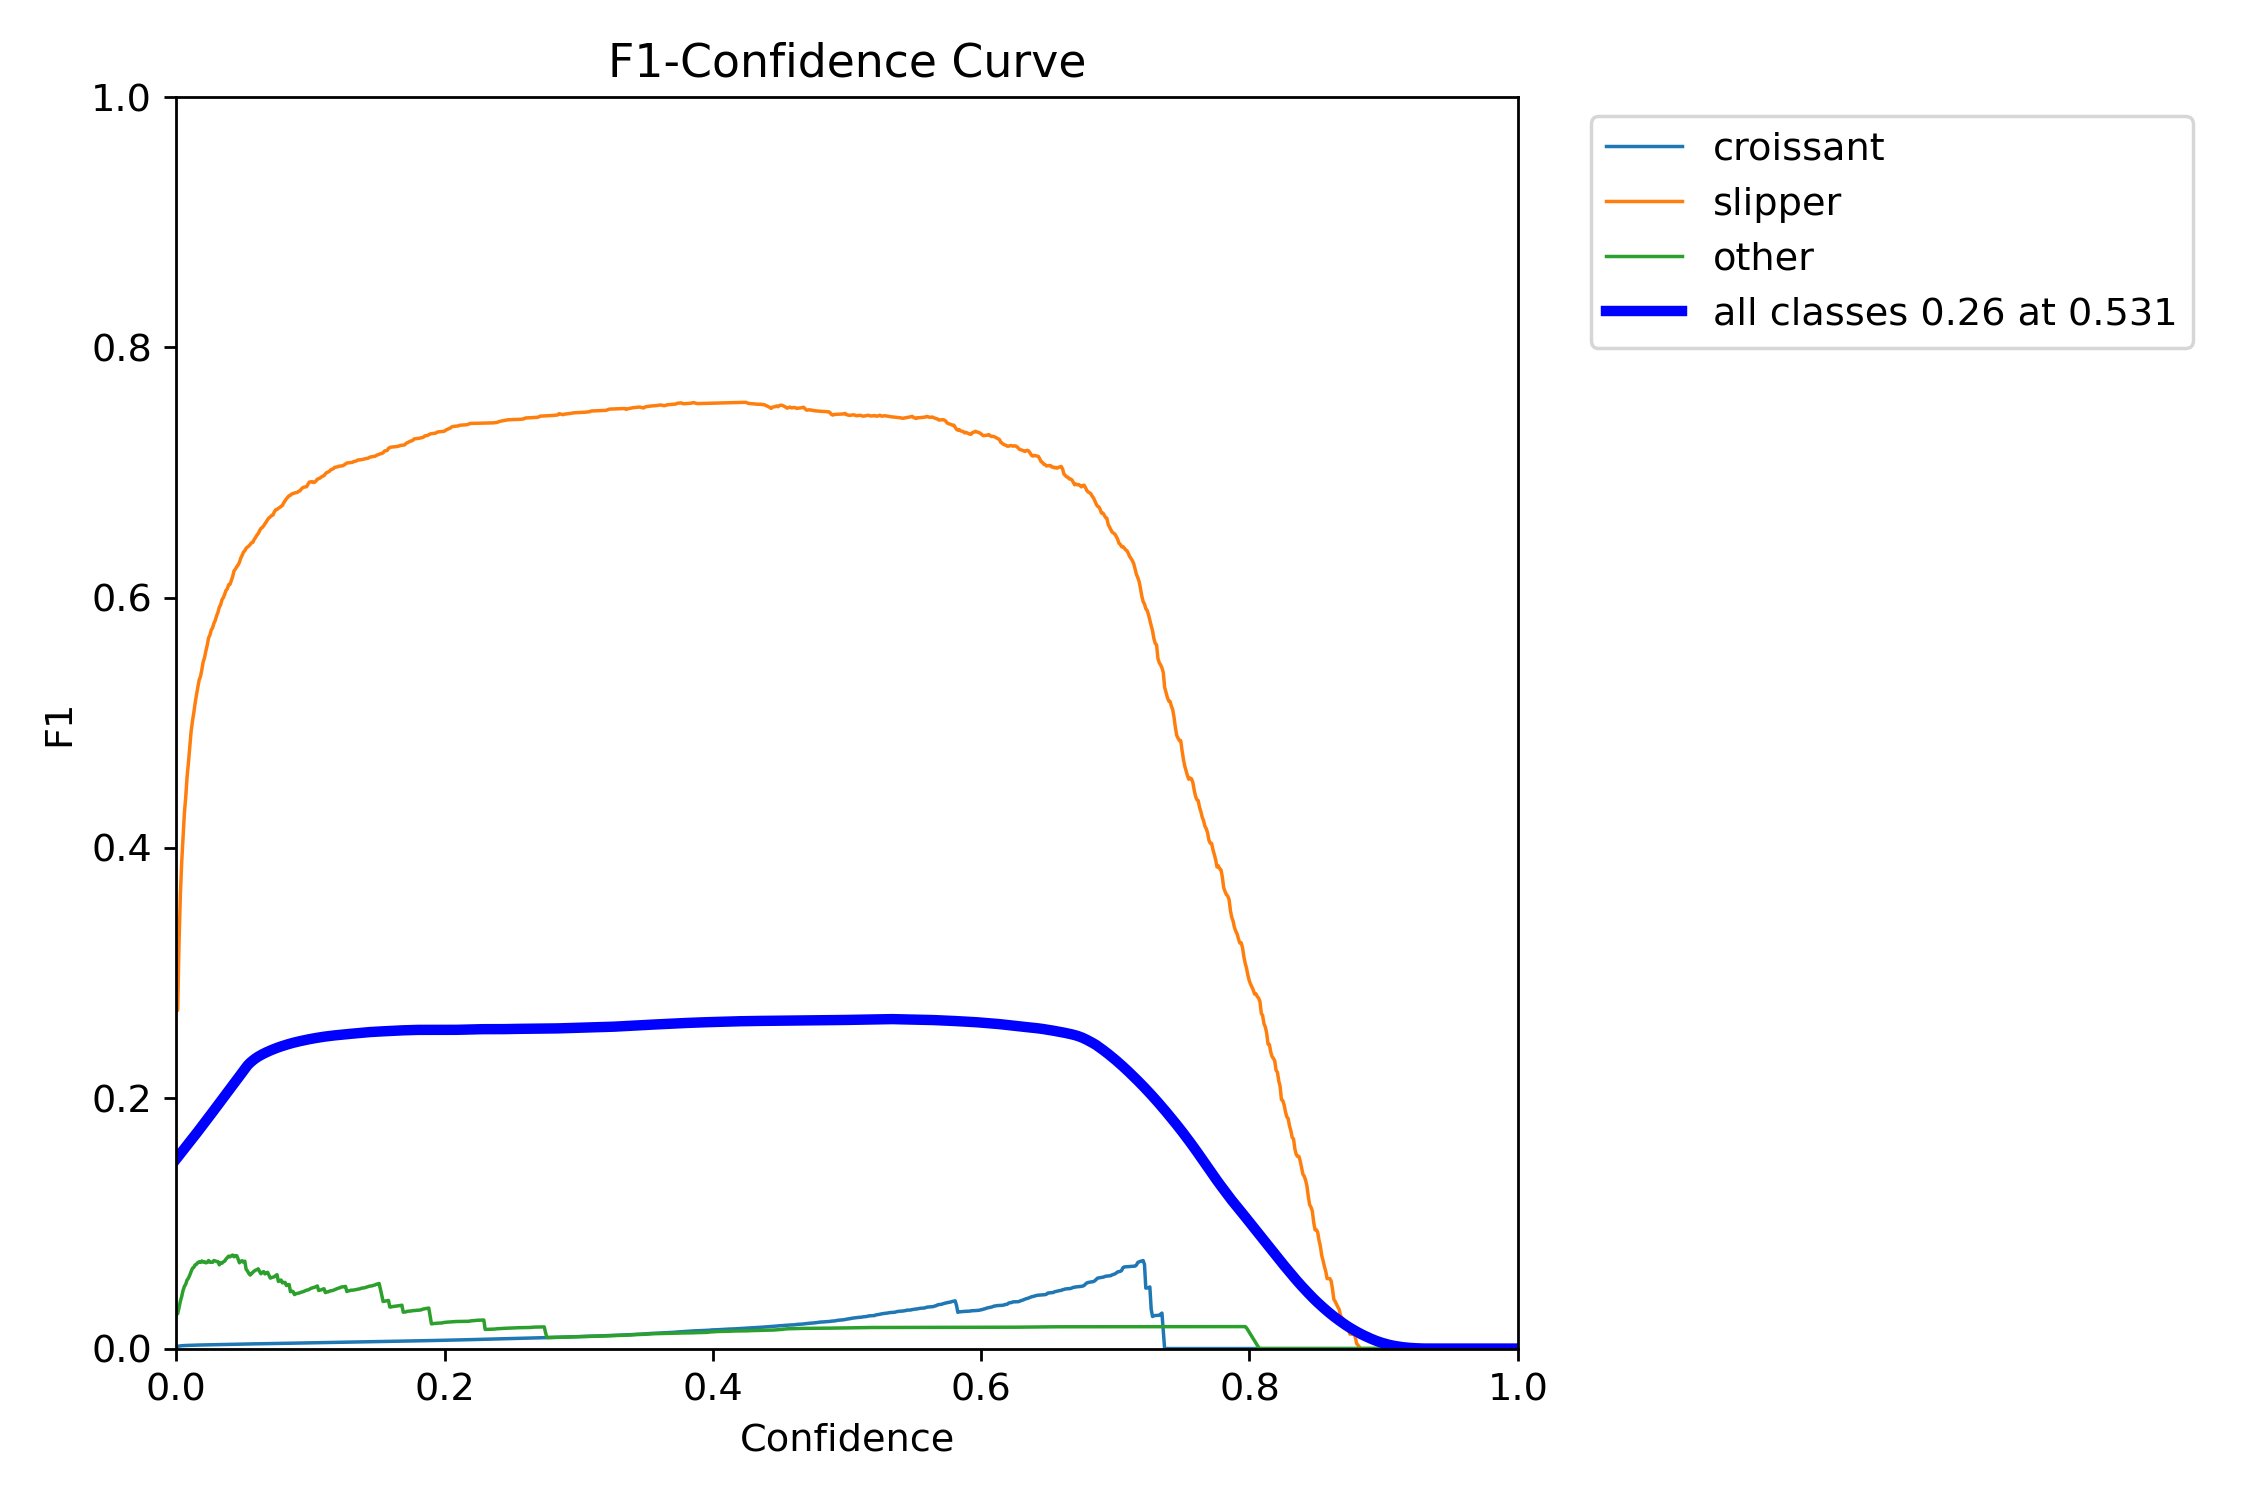 F1-Confidence Curve
1.0
0.8
0.6
0.4
0.2
0.0
F1
0.0 0.2 0.4 0.6 0.8 1.0
Confidence
croissant
slipper
other
all classes 0.26 at 0.531